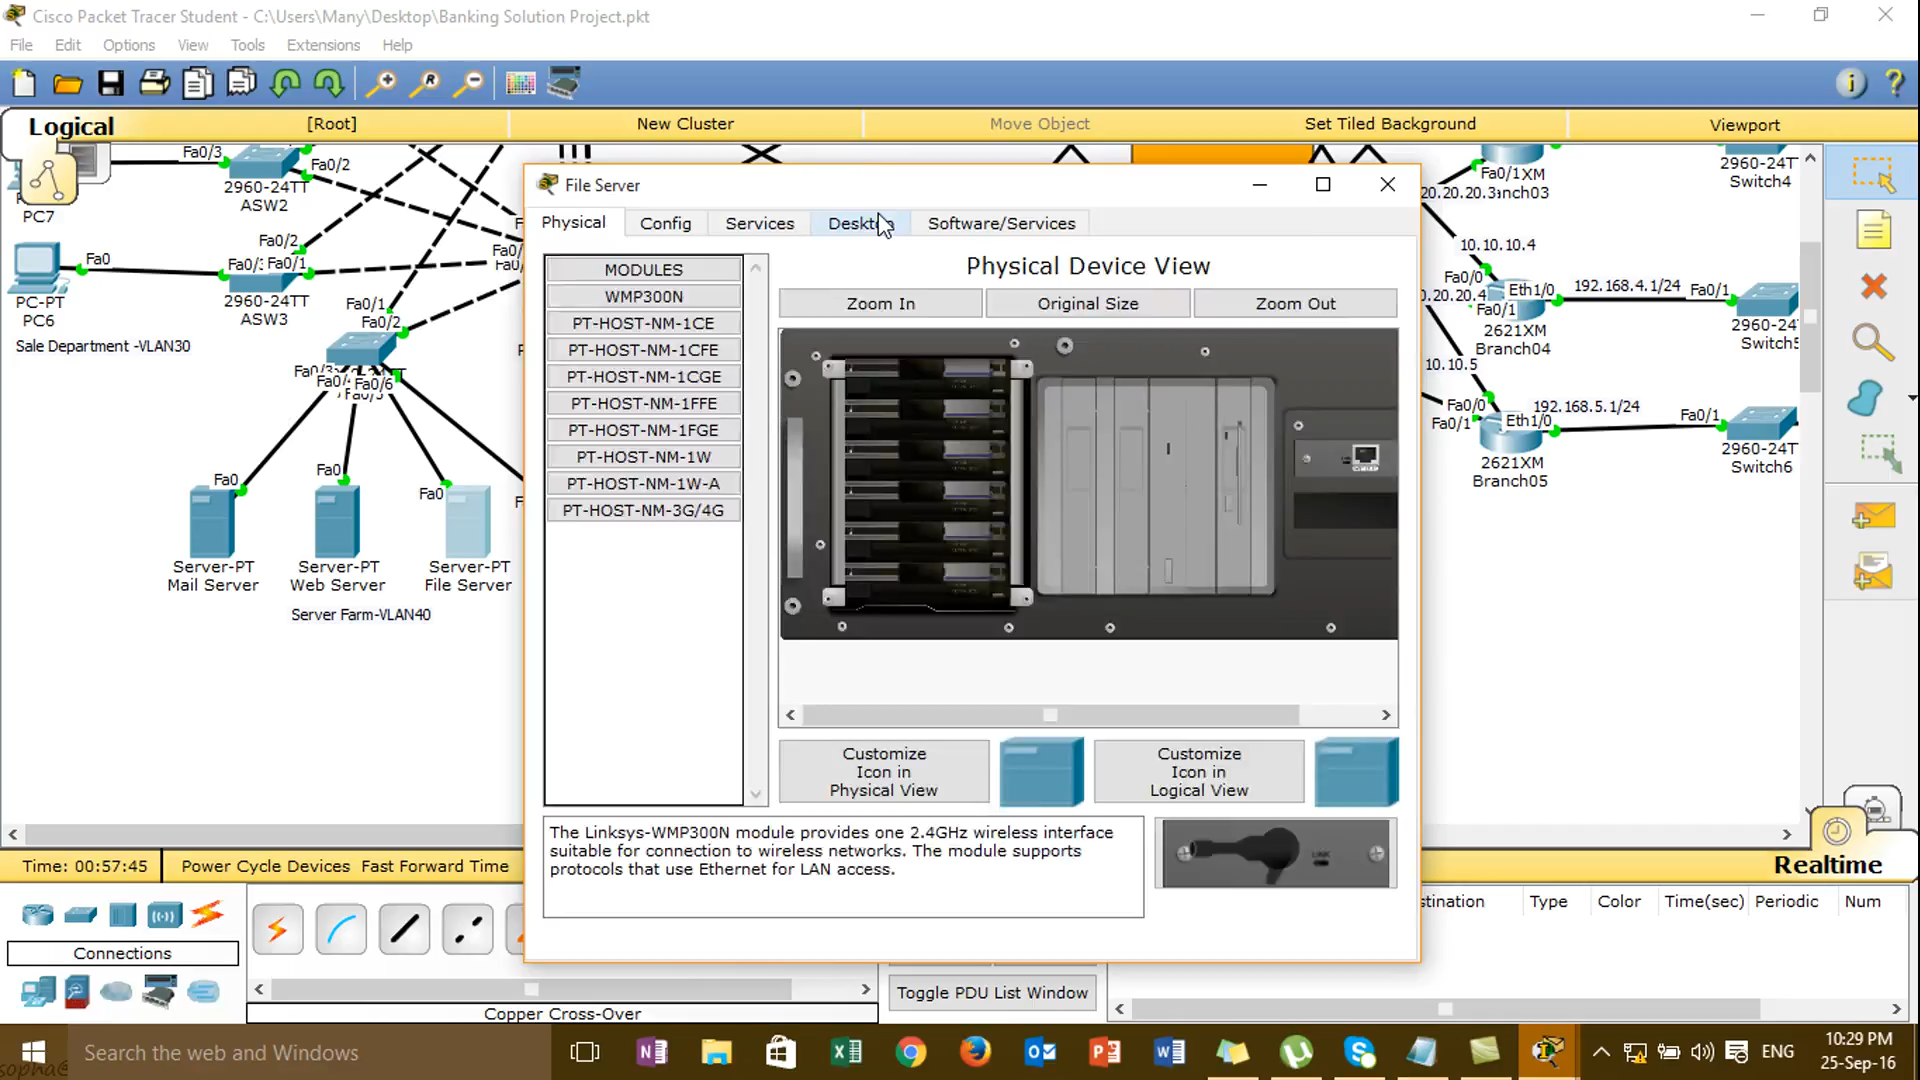 Cisco Packet Tracer Student - C:\Users\Many\Desktop\Banking Solution Project.pkt
File Edit Options View Tools Extensions Help
Logical [Root] New Cluster Move Object Set Tiled Background Viewport
Fa0/3
Fa0/2
2960-24TT
ASW2
PC7
Fa0/2
Fa0
Fa0/1
2960-24TT
ASW3
PC-PT
PC6
Sale Department -VLAN30
Fa0/1
Fa0/2
Fa0/6
Fa0
Fa0
Fa0
Server-PT
Mail Server
Server-PT
Web Server
Server-PT
File Server
Server Farm-VLAN40
File Server
Physical Config Services Desktop Software/Services
MODULES
WMP300N
PT-HOST-NM-1CE
PT-HOST-NM-1CFE
PT-HOST-NM-1CGE
PT-HOST-NM-1FFE
PT-HOST-NM-1FGE
PT-HOST-NM-1W
PT-HOST-NM-1W-A
PT-HOST-NM-3G/4G
Physical Device View
Zoom In Original Size Zoom Out
Customize
Icon in
Physical View
Customize
Icon in
Logical View
The Linksys-WMP300N module provides one 2.4GHz wireless interface
suitable for connection to wireless networks. The module supports
protocols that use Ethernet for LAN access.
LINK
2960-24TT
Switch4
Fa0/1
10.10.10.4
Fa0/0
Eth1/0
192.168.4.1/24
Fa0/1
Fa0/1
2621XM
Branch04
10.10.5
Fa0/0
Fa0/1
Eth1/0
192.168.5.1/24
Fa0/1
2621XM
Branch05
2960-24TT
Switch6
Time: 00:57:45 Power Cycle Devices Fast Forward Time
Realtime
Connections
Copper Cross-Over
Toggle PDU List Window
stination Type Color Time(sec) Periodic Num
Search the web and Windows
ENG
10:29 PM
25-Sep-16